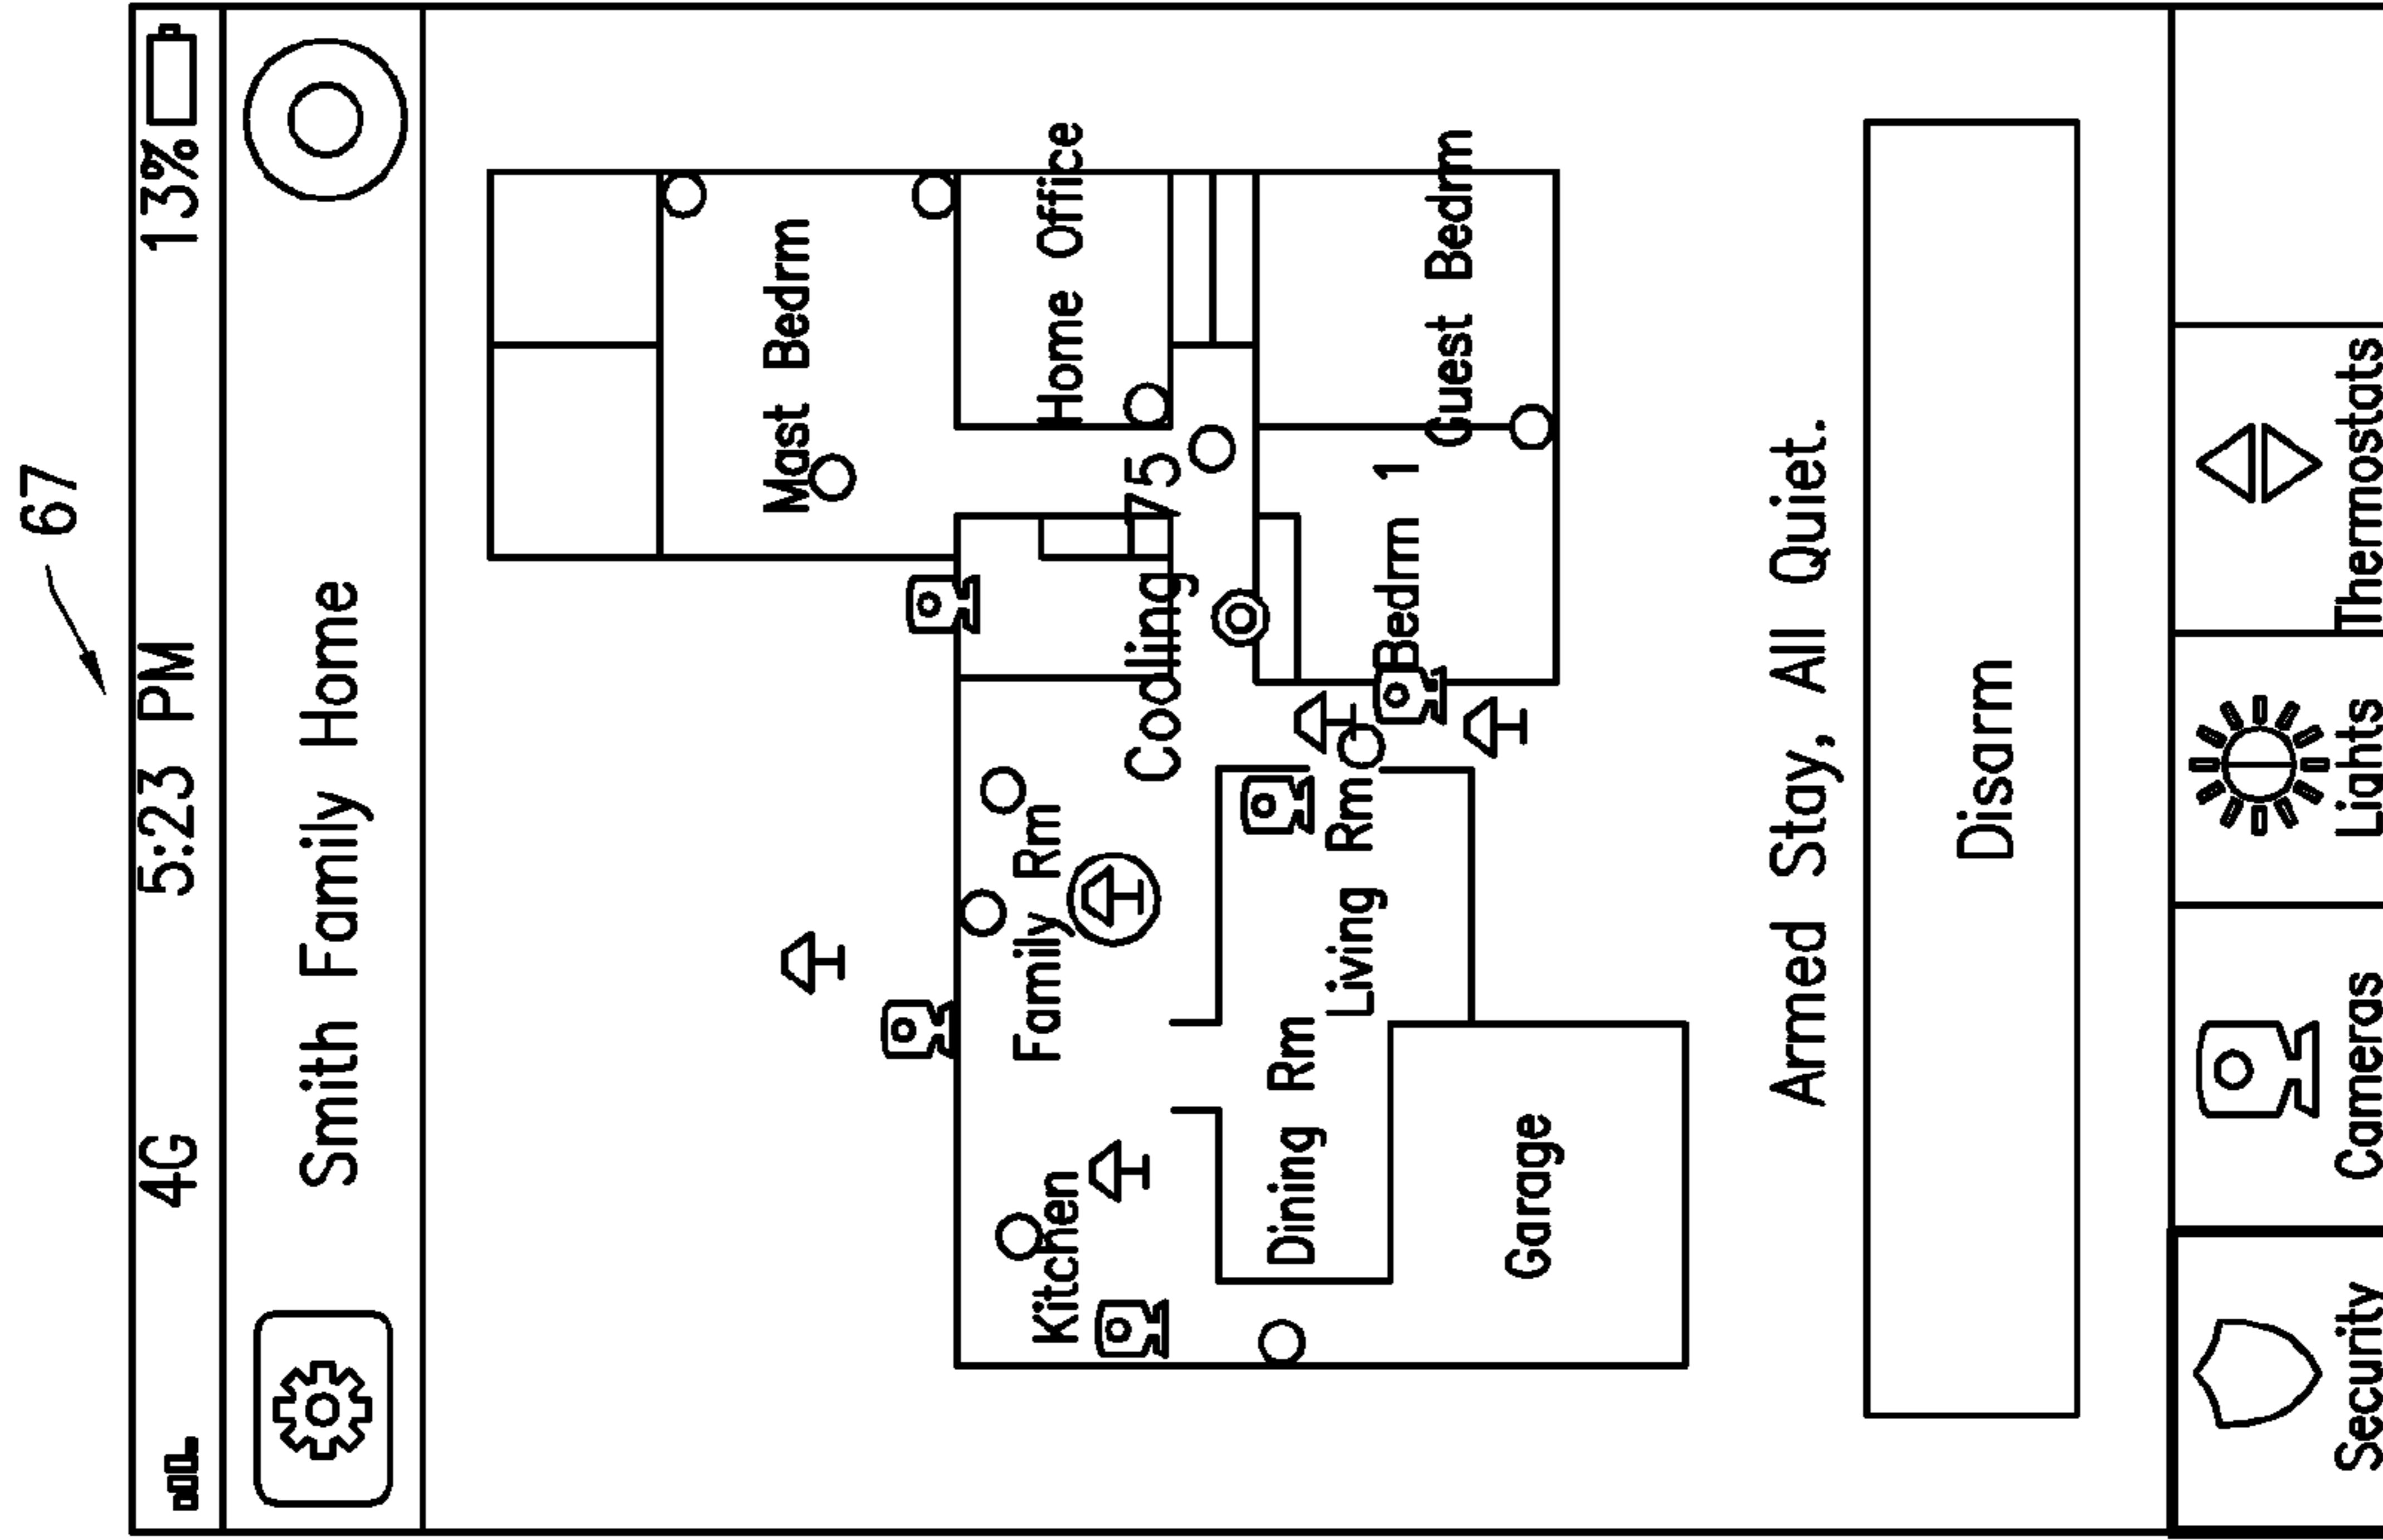 67
4G 5:23 PM 13%
Smith Family Home
Mast Bedrm
Kitchen
Family Rm
Home Office
Cooling 75
Dining Rm
Living Rm
Bedrm 1
Guest Bedrm
Garage
Armed Stay, All Quiet.
Disarm
Security
Cameras
Lights
Thermostats